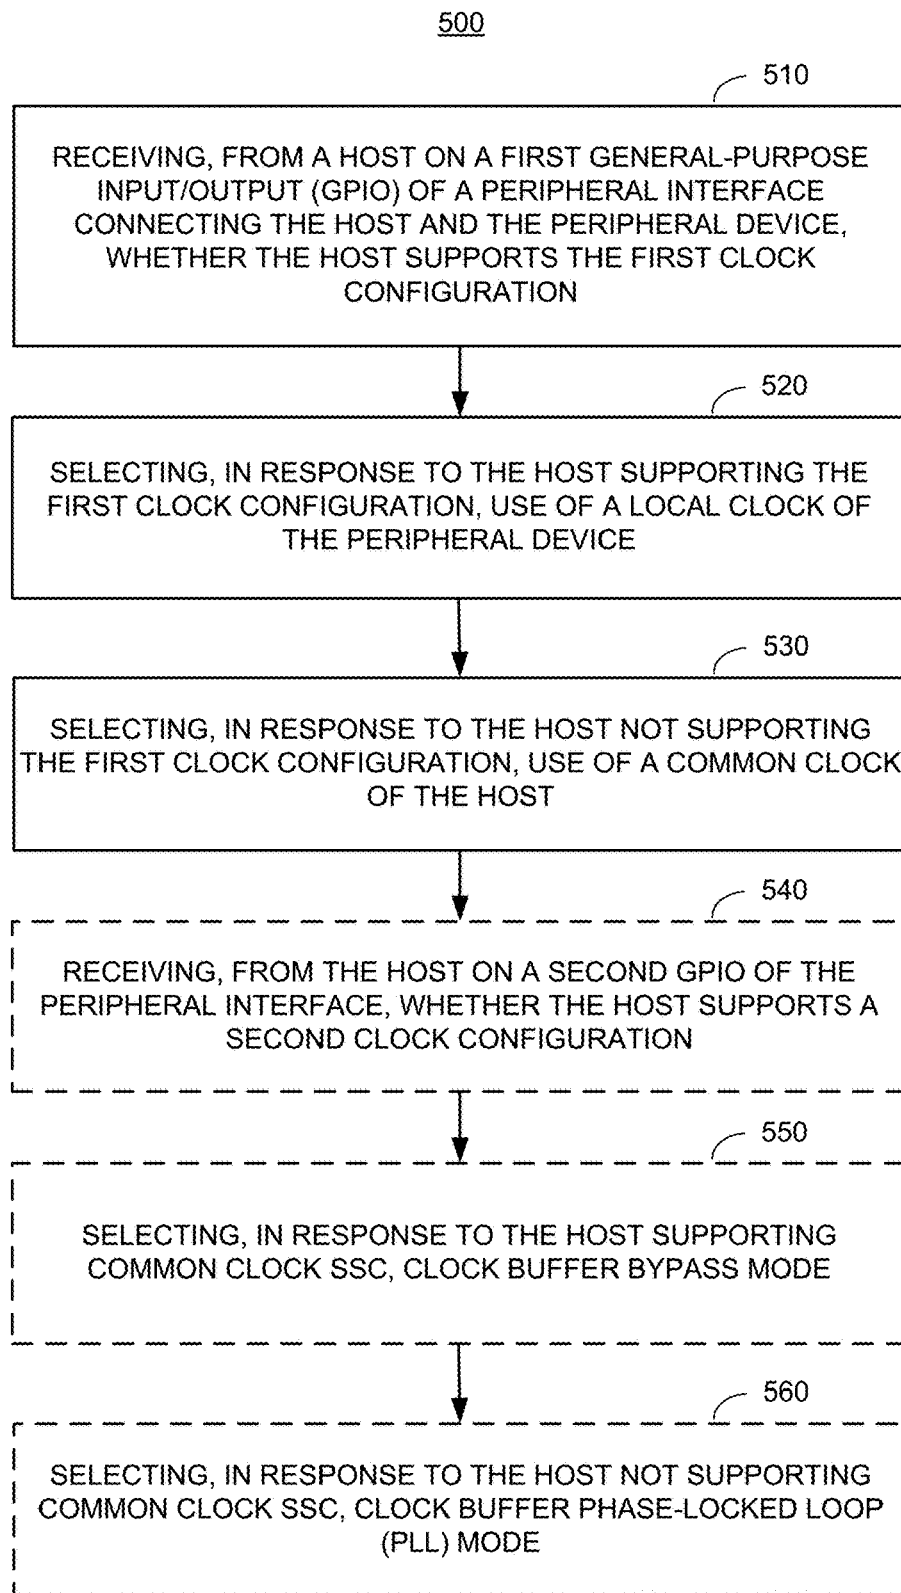 500
510
RECEIVING, FROM A HOST ON A FIRST GENERAL-PURPOSE
INPUT/OUTPUT (GPIO) OF A PERIPHERAL INTERFACE
CONNECTING THE HOST AND THE PERIPHERAL DEVICE,
WHETHER THE HOST SUPPORTS THE FIRST CLOCK
CONFIGURATION
520
SELECTING, IN RESPONSE TO THE HOST SUPPORTING THE
FIRST CLOCK CONFIGURATION, USE OF A LOCAL CLOCK OF
THE PERIPHERAL DEVICE
530
SELECTING, IN RESPONSE TO THE HOST NOT SUPPORTING
THE FIRST CLOCK CONFIGURATION, USE OF A COMMON CLOCK
OF THE HOST
540
RECEIVING, FROM THE HOST ON A SECOND GPIO OF THE
PERIPHERAL INTERFACE, WHETHER THE HOST SUPPORTS A
SECOND CLOCK CONFIGURATION
550
SELECTING, IN RESPONSE TO THE HOST SUPPORTING
COMMON CLOCK SSC, CLOCK BUFFER BYPASS MODE
560
SELECTING, IN RESPONSE TO THE HOST NOT SUPPORTING
COMMON CLOCK SSC, CLOCK BUFFER PHASE-LOCKED LOOP
(PLL) MODE